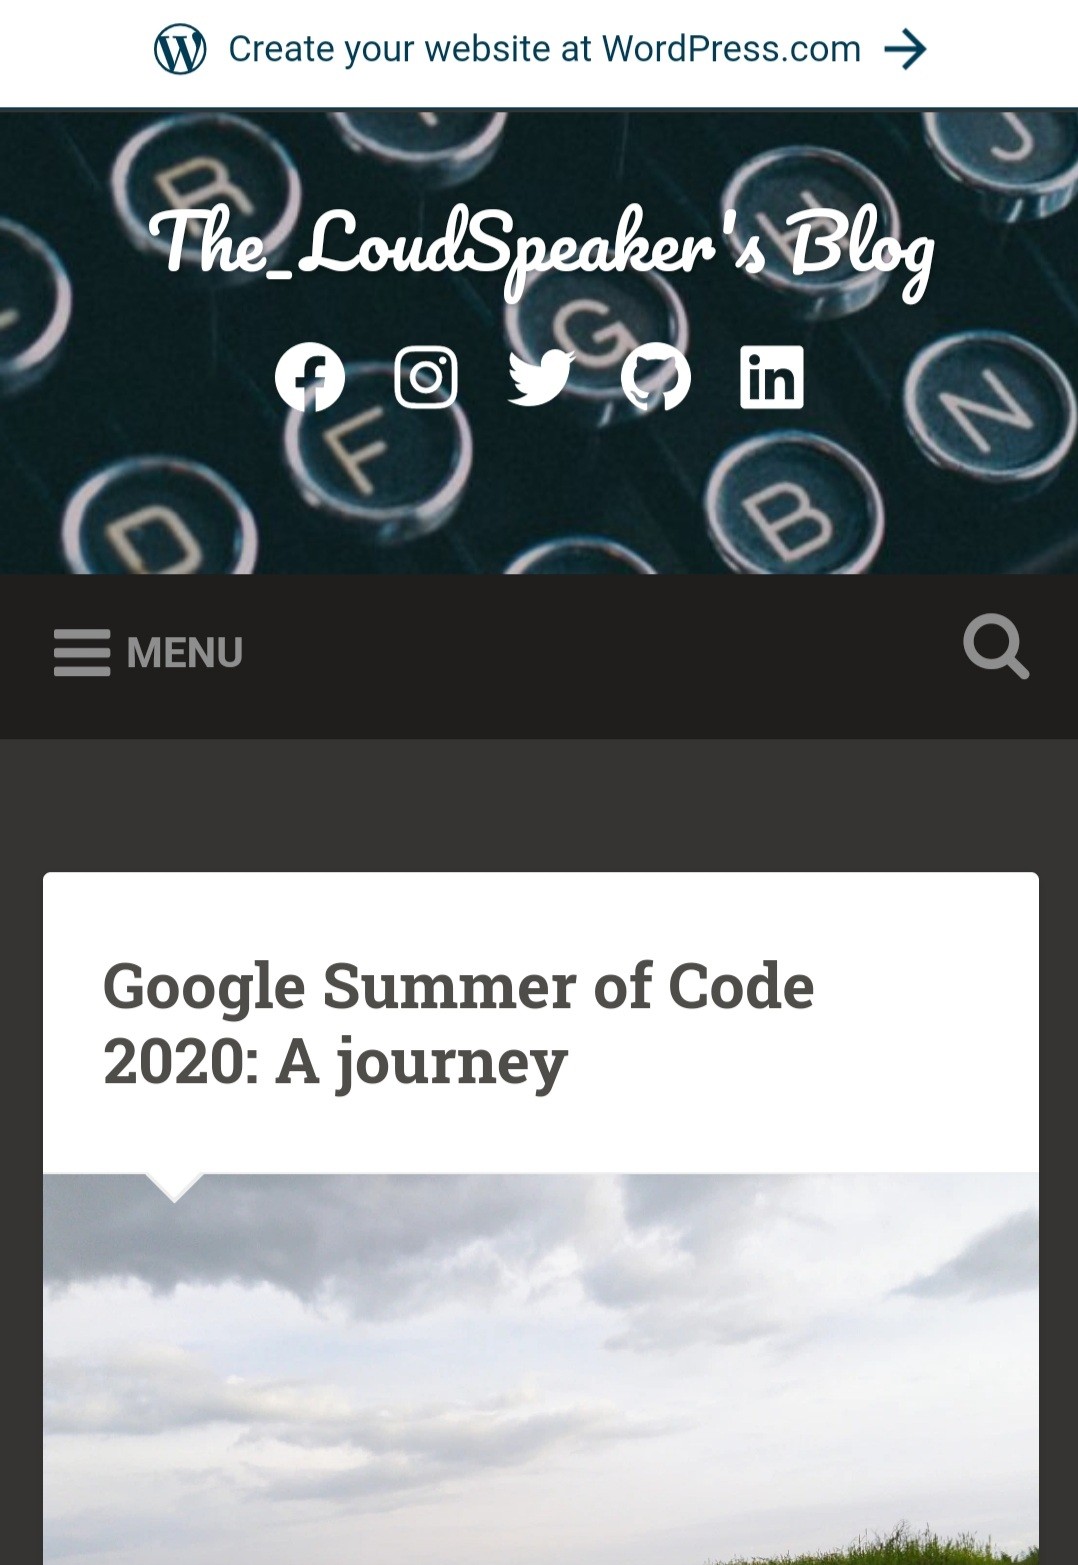 Create your website at WordPress.com
The_LoudSpeaker's Blog
MENU
Google Summer of Code
2020: A journey